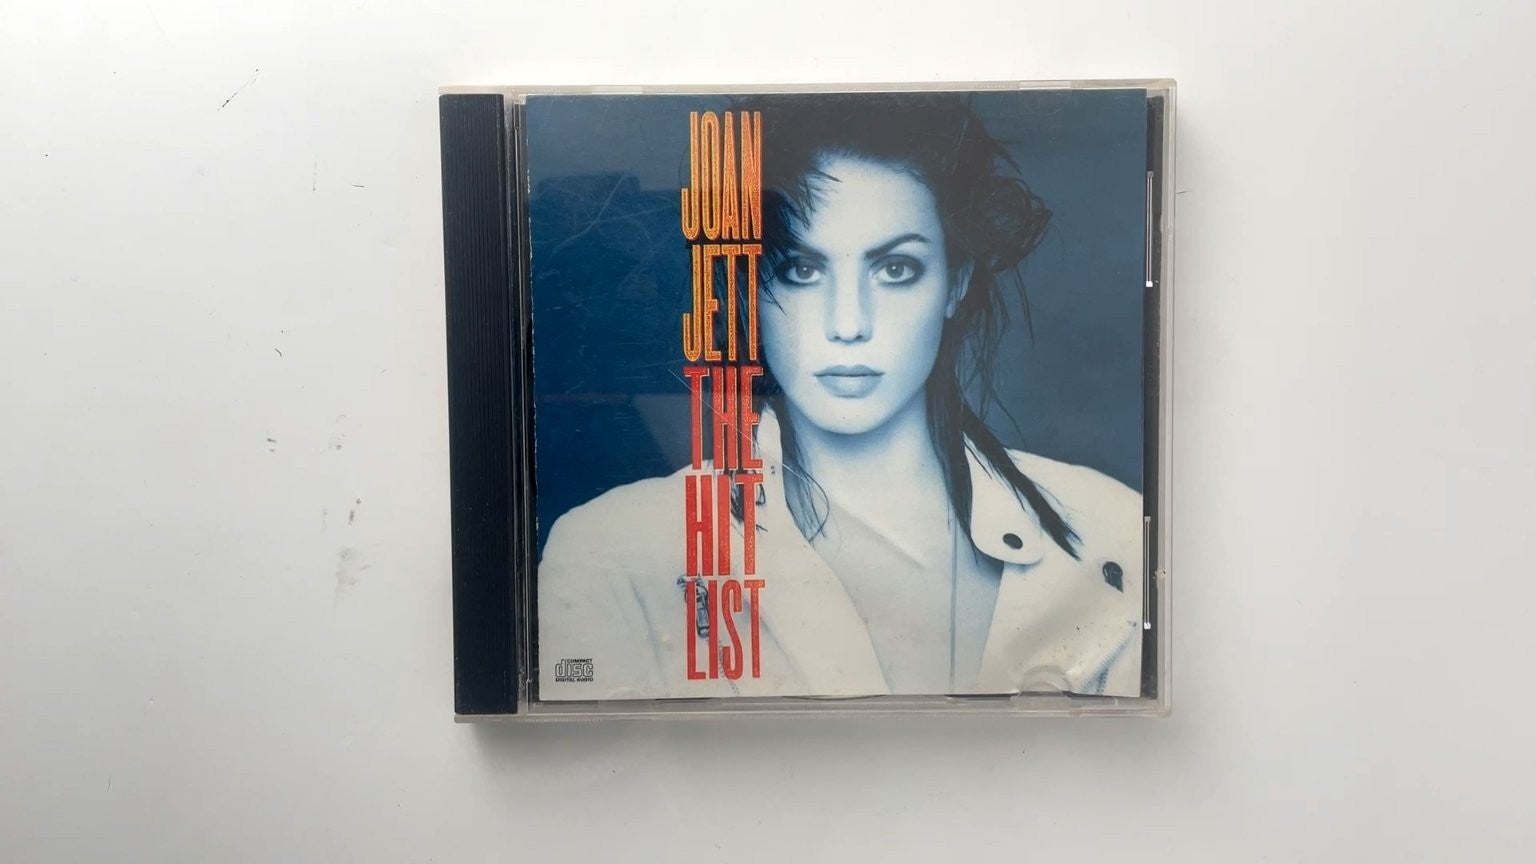 JOAN
JETT
THE
HIT
LIST
COMPACT
disc
DIGITAL AUDIO